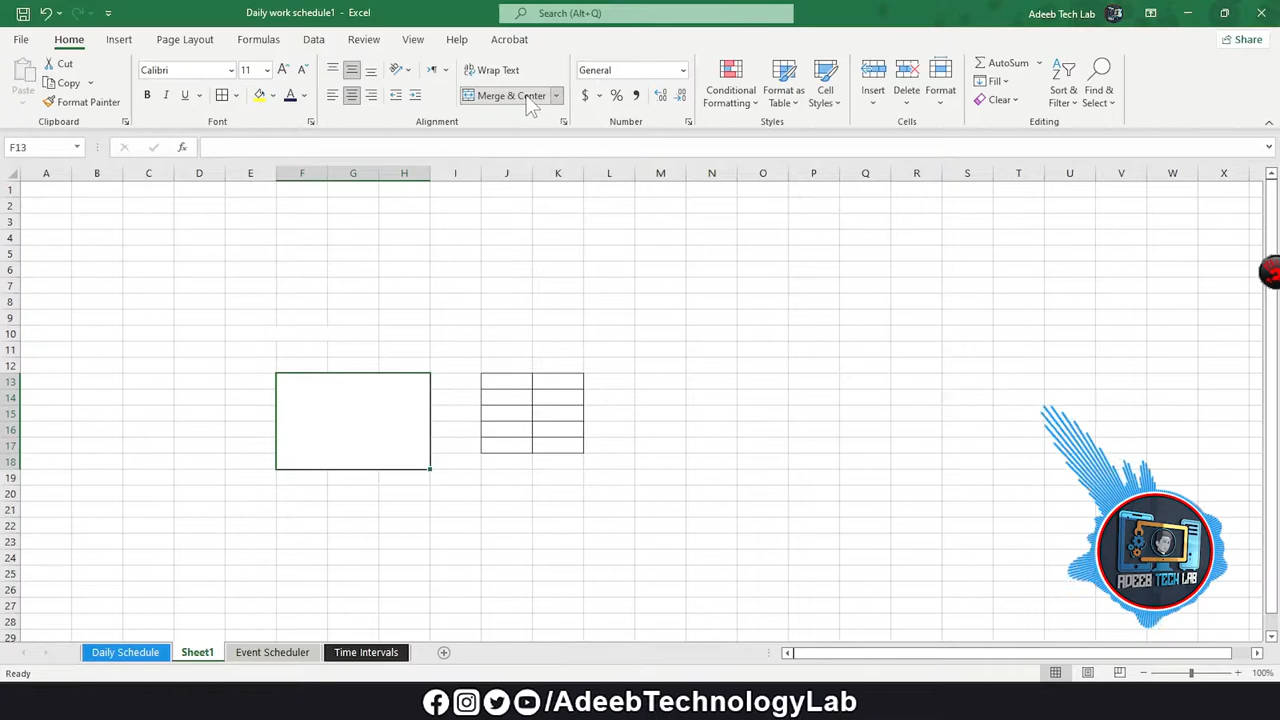 Daily work schedule1 - Excel
Search (Alt+Q)
Adeeb Tech Lab
File Home Insert Page Layout Formulas Data Review View Help Acrobat
Share
Paste
Cut
Copy
Format Painter
Clipboard
Calibri 11
B I U
Font
Wrap Text
Merge & Center
Alignment
General
$ % ,
Number
Conditional Formatting
Format as Table
Cell Styles
Styles
Insert Delete Format
Cells
AutoSum
Fill
Clear
Sort & Filter
Find & Select
Editing
F13
fx
A B C D E F G H I J K L M N O P Q R S T U V W X
1
2
3
4
5
6
7
8
9
10
11
12
13
14
15
16
17
18
19
20
21
22
23
24
25
26
27
28
29
ADEEB TECH LAB
Daily Schedule Sheet1 Event Scheduler Time Intervals
Ready
100%
/AdeebTechnologyLab